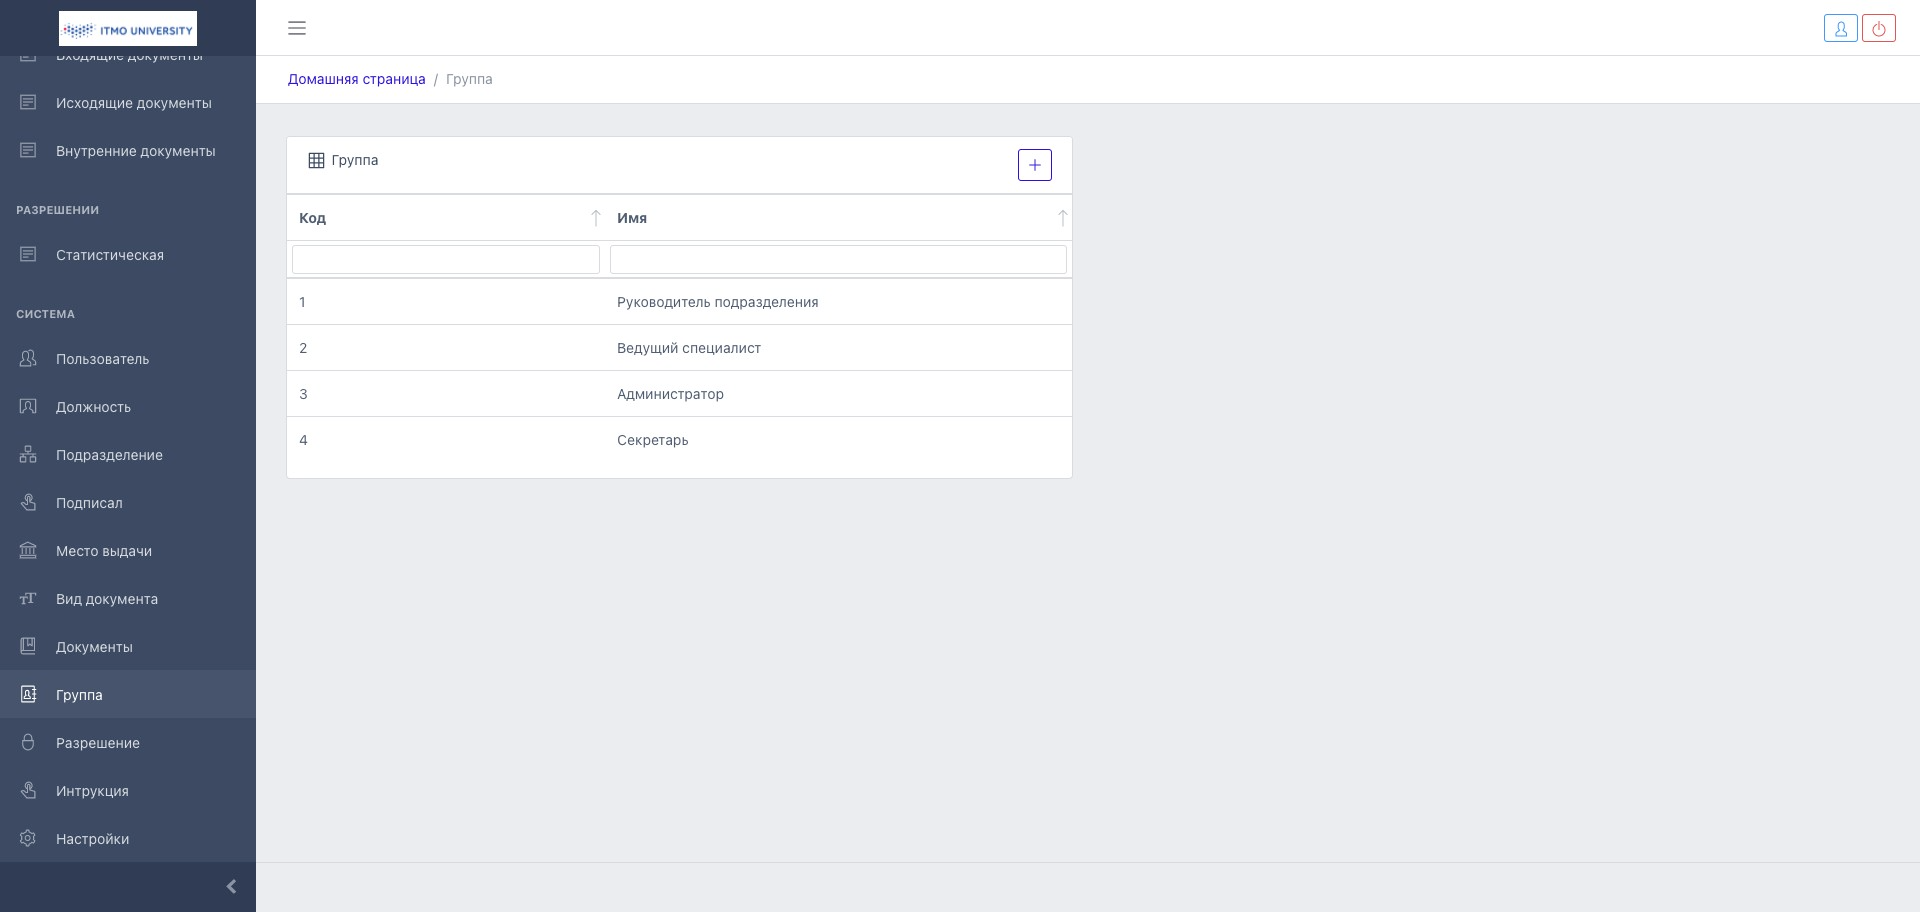 ITMO UNIVERSITY
Входящие документы
Исходящие документы
Внутренние документы
РАЗРЕШЕНИИ
Статистическая
СИСТЕМА
Пользователь
Должность
Подразделение
Подписал
Место выдачи
Вид документа
Документы
Группа
Разрешение
Интрукция
Настройки
Домашняя страница / Группа
Группа
Код Имя
1 Руководитель подразделения
2 Ведущий специалист
3 Администратор
4 Секретарь